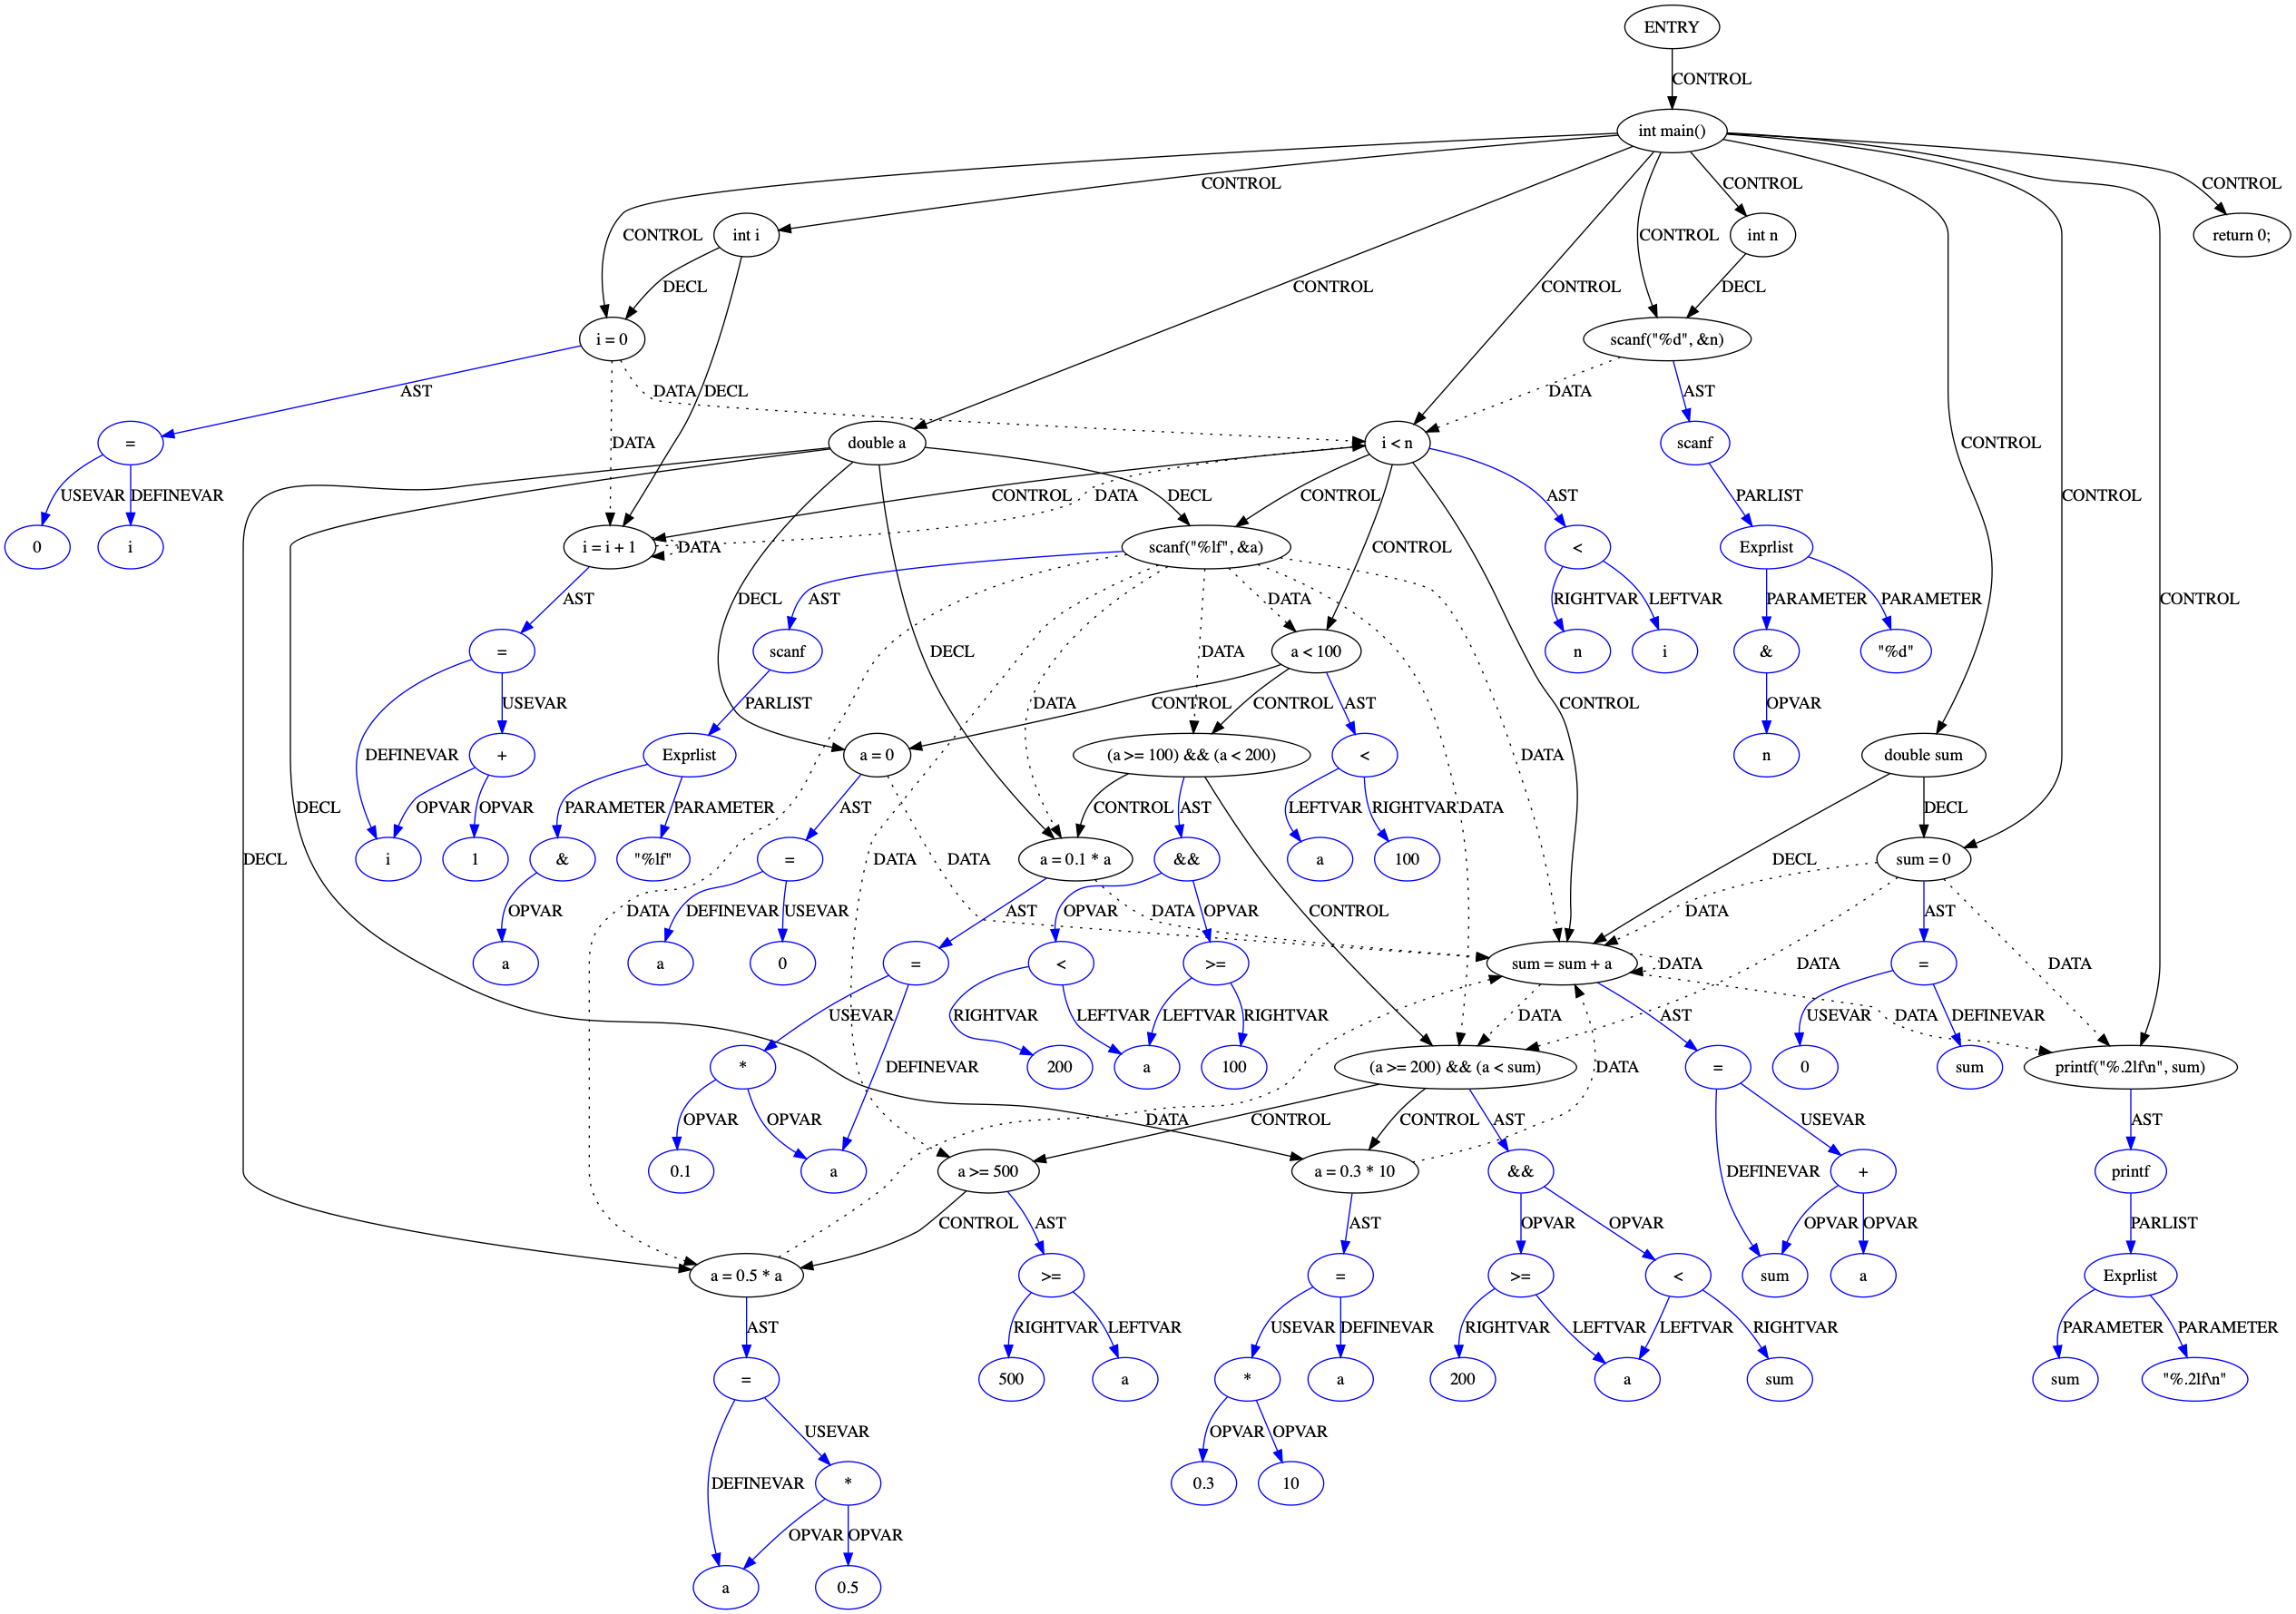 ENTRY
CONTROL
int main()
CONTROL
CONTROL
CONTROL
CONTROL
int i
int n
return 0;
CONTROL
DECL
CONTROL
CONTROL
CONTROL
DECL
i = 0
scanf("%d", &n)
AST
DATA
DECL
DATA
AST
=
DATA
double a
i < n
scanf
CONTROL
USEVAR
DEFINEVAR
CONTROL
DATA
DECL
CONTROL
AST
PARLIST
CONTROL
0
i
i = i + 1
DATA
scanf("%lf", &a)
CONTROL
<
Exprlist
AST
DECL
AST
DATA
RIGHTVAR
LEFTVAR
PARAMETER
PARAMETER
CONTROL
=
scanf
DECL
DATA
a < 100
n
i
&
"%d"
USEVAR
PARLIST
DATA
CONTROL
CONTROL
AST
CONTROL
OPVAR
DEFINEVAR
+
Exprlist
a = 0
(a >= 100) && (a < 200)
DATA
<
n
double sum
OPVAR
OPVAR
DECL
PARAMETER
PARAMETER
AST
CONTROL
AST
LEFTVAR
RIGHTVAR
DATA
DECL
DECL
i
1
&
"%lf"
=
DATA
DATA
a = 0.1 * a
&&
a
100
DECL
sum = 0
DATA
OPVAR
DEFINEVAR
USEVAR
AST
DATA
OPVAR
OPVAR
CONTROL
DATA
AST
a
a
0
=
<
>=
sum = sum + a
DATA
DATA
=
DATA
USEVAR
RIGHTVAR
LEFTVAR
LEFTVAR
RIGHTVAR
DATA
AST
USEVAR
DATA
DEFINEVAR
*
DEFINEVAR
200
a
100
(a >= 200) && (a < sum)
DATA
=
0
sum
printf("%.2lf\n", sum)
OPVAR
OPVAR
DATA
CONTROL
CONTROL
AST
USEVAR
AST
0.1
a
a >= 500
a = 0.3 * 10
&&
DEFINEVAR
+
printf
CONTROL
AST
AST
OPVAR
OPVAR
OPVAR
OPVAR
PARLIST
a = 0.5 * a
>=
=
>=
<
sum
a
Exprlist
AST
RIGHTVAR
LEFTVAR
USEVAR
DEFINEVAR
RIGHTVAR
LEFTVAR
LEFTVAR
RIGHTVAR
PARAMETER
PARAMETER
=
500
a
*
a
200
a
sum
sum
"%.2lf\n"
USEVAR
OPVAR
OPVAR
DEFINEVAR
*
0.3
10
OPVAR
OPVAR
a
0.5